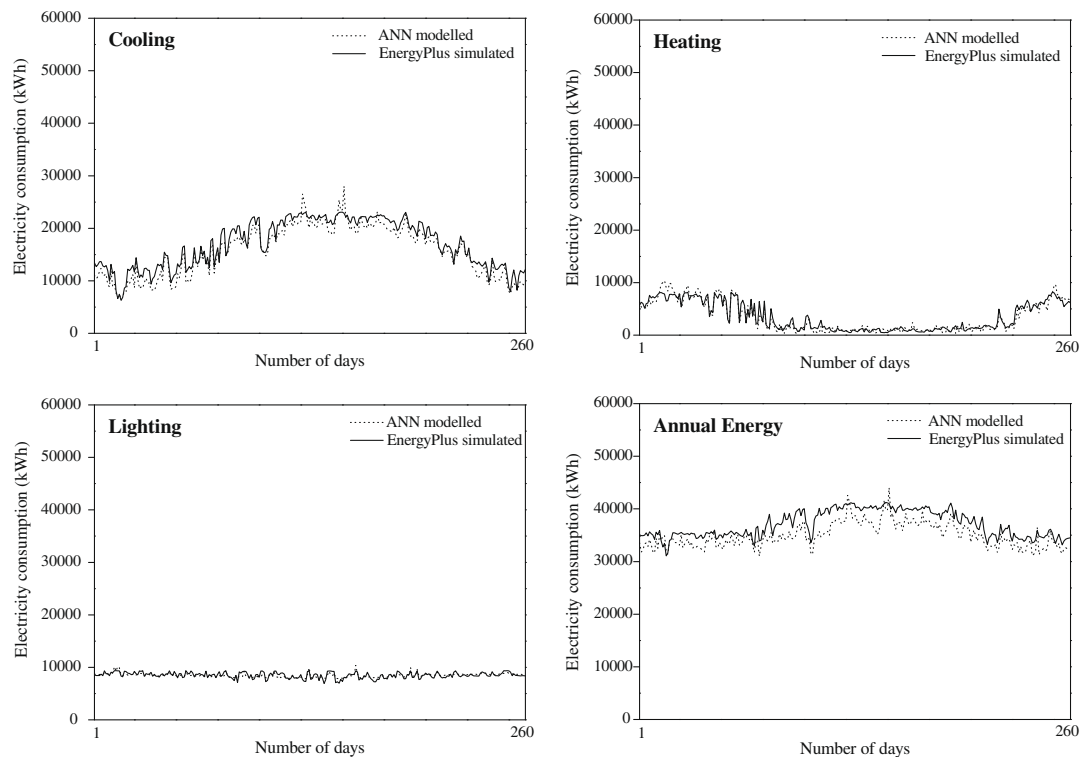 Cooling
ANN modelled
EnergyPlus simulated
60000
50000
40000
30000
20000
10000
0
Electricity consumption (kWh)
1
260
Number of days
Heating
ANN modelled
EnergyPlus simulated
60000
50000
40000
30000
20000
10000
0
Electricity consumption (kWh)
1
260
Number of days
Lighting
ANN modelled
EnergyPlus simulated
60000
50000
40000
30000
20000
10000
0
Electricity consumption (kWh)
1
260
Number of days
Annual Energy
ANN modelled
EnergyPlus simulated
60000
50000
40000
30000
20000
10000
0
Electricity consumption (kWh)
1
260
Number of days